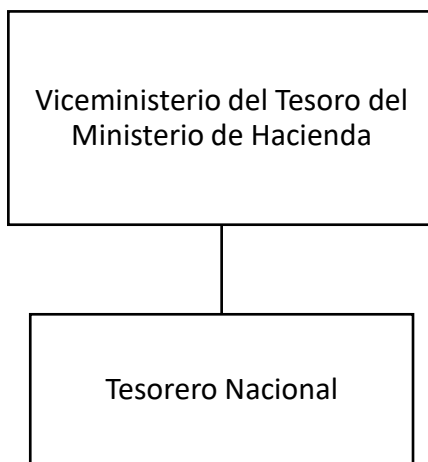 Viceministerio del Tesoro del
Ministerio de Hacienda
Tesorero Nacional